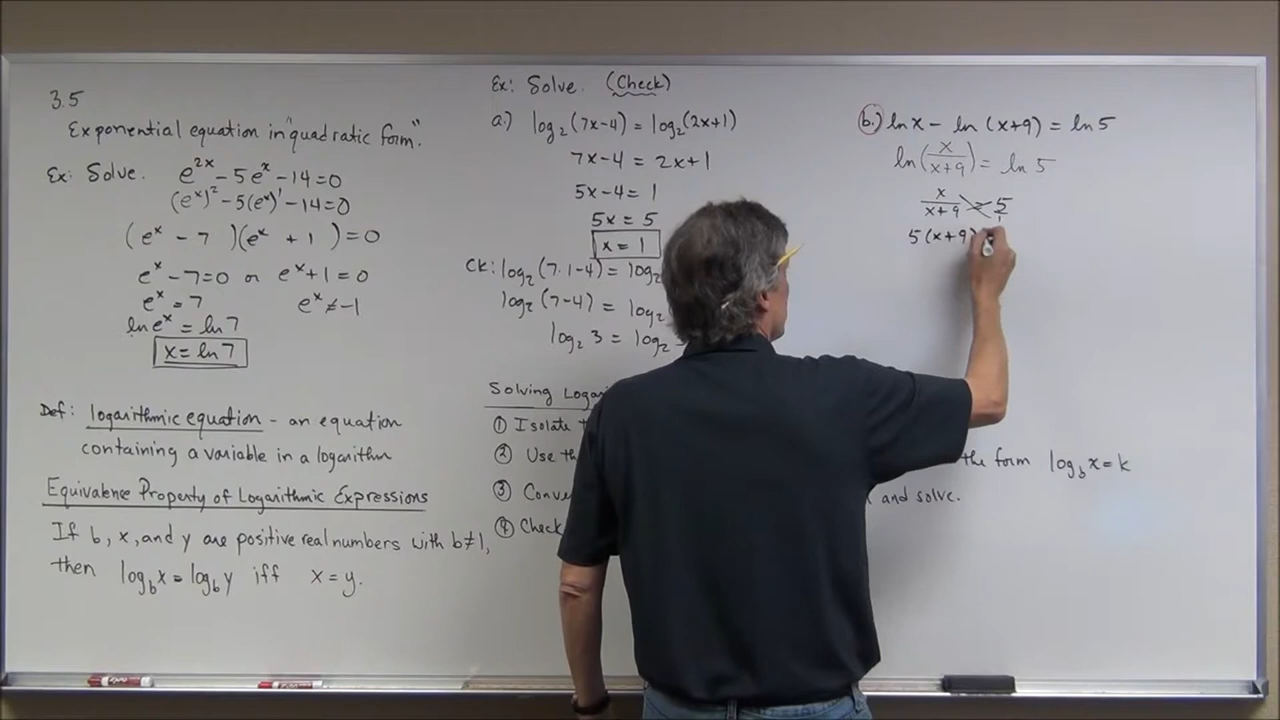 3.5
Exponential equation in "quadratic form."
Ex: Solve. e^{2x} - 5e^x - 14 = 0
(e^x)^2 - 5(e^x)^1 - 14 = 0
(e^x - 7)(e^x + 1) = 0
e^x - 7 = 0 or e^x + 1 = 0
e^x = 7 e^x ≠ -1
ln e^x = ln 7
x = ln 7
Def: logarithmic equation - an equation
containing a variable in a logarithm
Equivalence Property of Logarithmic Expressions
If b, x, and y are positive real numbers with b ≠ 1,
then log_b x = log_b y iff x = y.
Ex: Solve. (Check)
a.) log_2 (7x-4) = log_2 (2x+1)
7x-4 = 2x+1
5x-4 = 1
5x = 5
x = 1
Ck: log_2 (7·1-4) = log_2
log_2 (7-4) = log_2
log_2 3 = log_2
Solving
① Isolate
② Use
③
④ Check
the form log_b x = k
and solve.
b.) ln x - ln (x+9) = ln 5
ln (x/(x+9)) = ln 5
x/(x+9) = 5/1
5(x+9) =